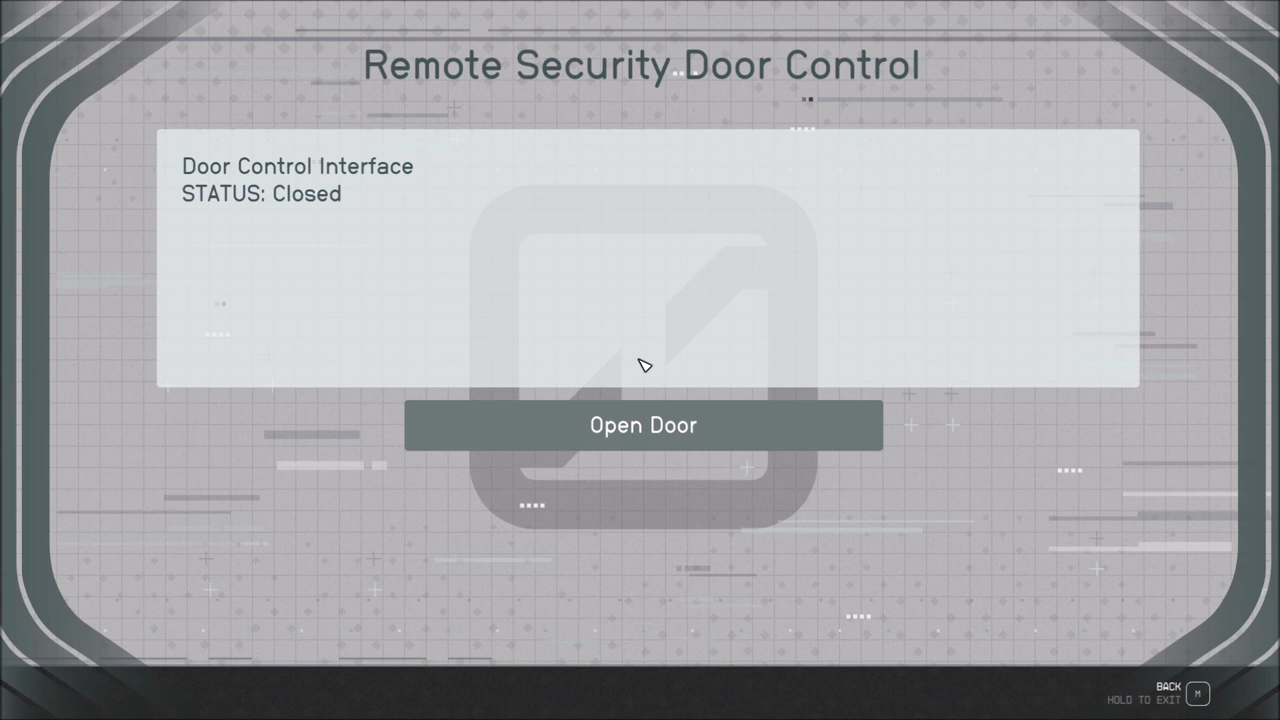 Remote Security Door Control
Door Control Interface
STATUS: Closed
Open Door
BACK
HOLD TO EXIT
M